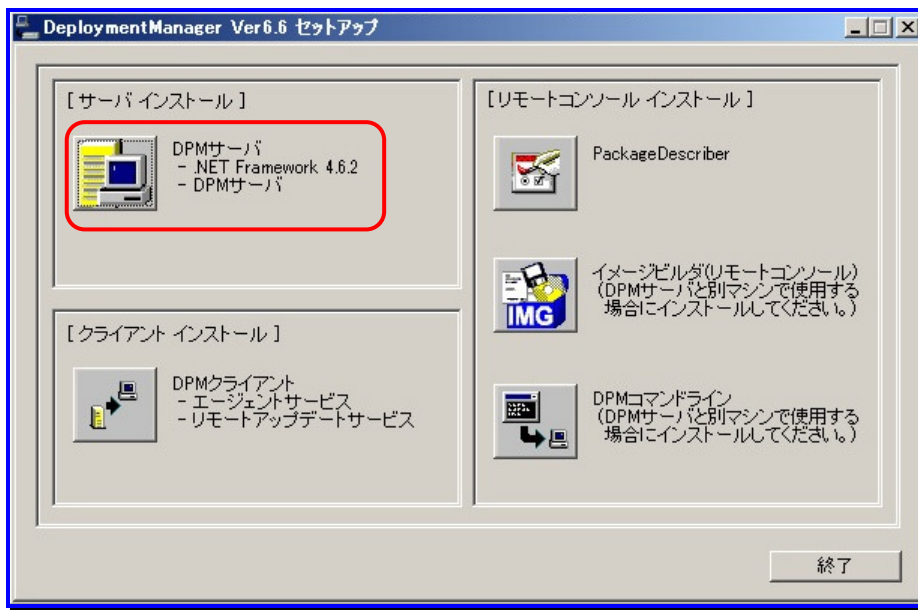 DeploymentManager Ver6.6 セットアップ
[ サーバ インストール ]
DPMサーバ
- .NET Framework 4.6.2
- DPMサーバ
[ クライアント インストール ]
DPMクライアント
- エージェントサービス
- リモートアップデートサービス
[ リモートコンソール インストール ]
PackageDescriber
IMG
イメージビルダ(リモートコンソール)
(DPMサーバと別マシンで使用する
場合にインストールしてください。)
DPMコマンドライン
(DPMサーバと別マシンで使用する
場合にインストールしてください。)
終了